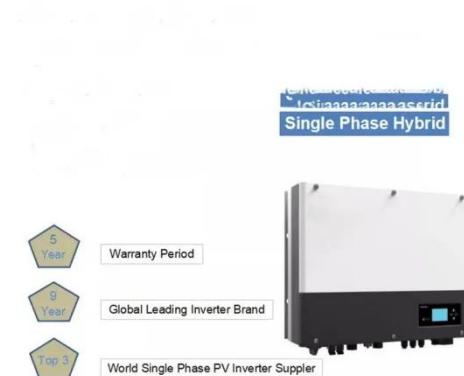 Single Phase Hybrid
5
Year
Warranty Period
9
Year
Global Leading Inverter Brand
Top 3
World Single Phase PV Inverter Suppler